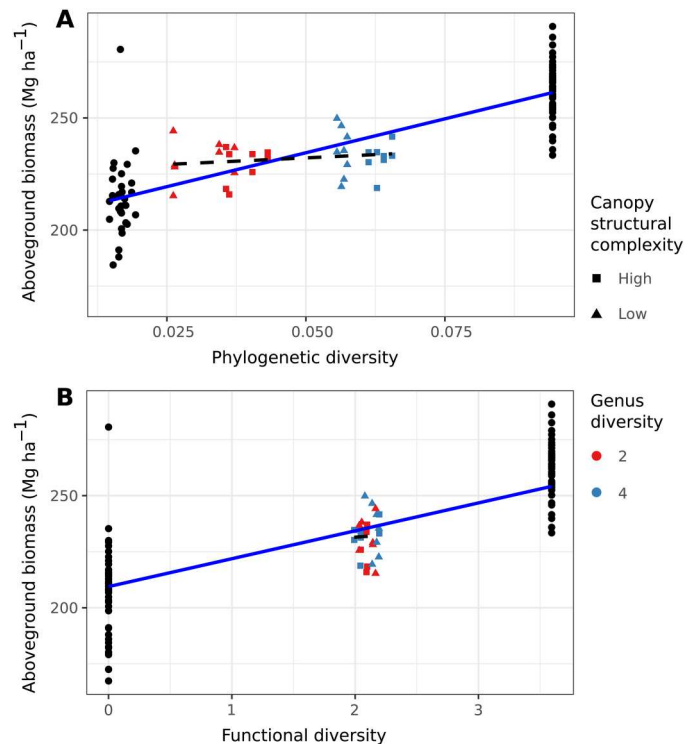 A
Aboveground biomass (Mg ha⁻¹)
250
200
0.025
0.050
0.075
Phylogenetic diversity
Canopy
structural
complexity
High
Low
B
Aboveground biomass (Mg ha⁻¹)
250
200
0
1
2
3
Functional diversity
Genus
diversity
2
4